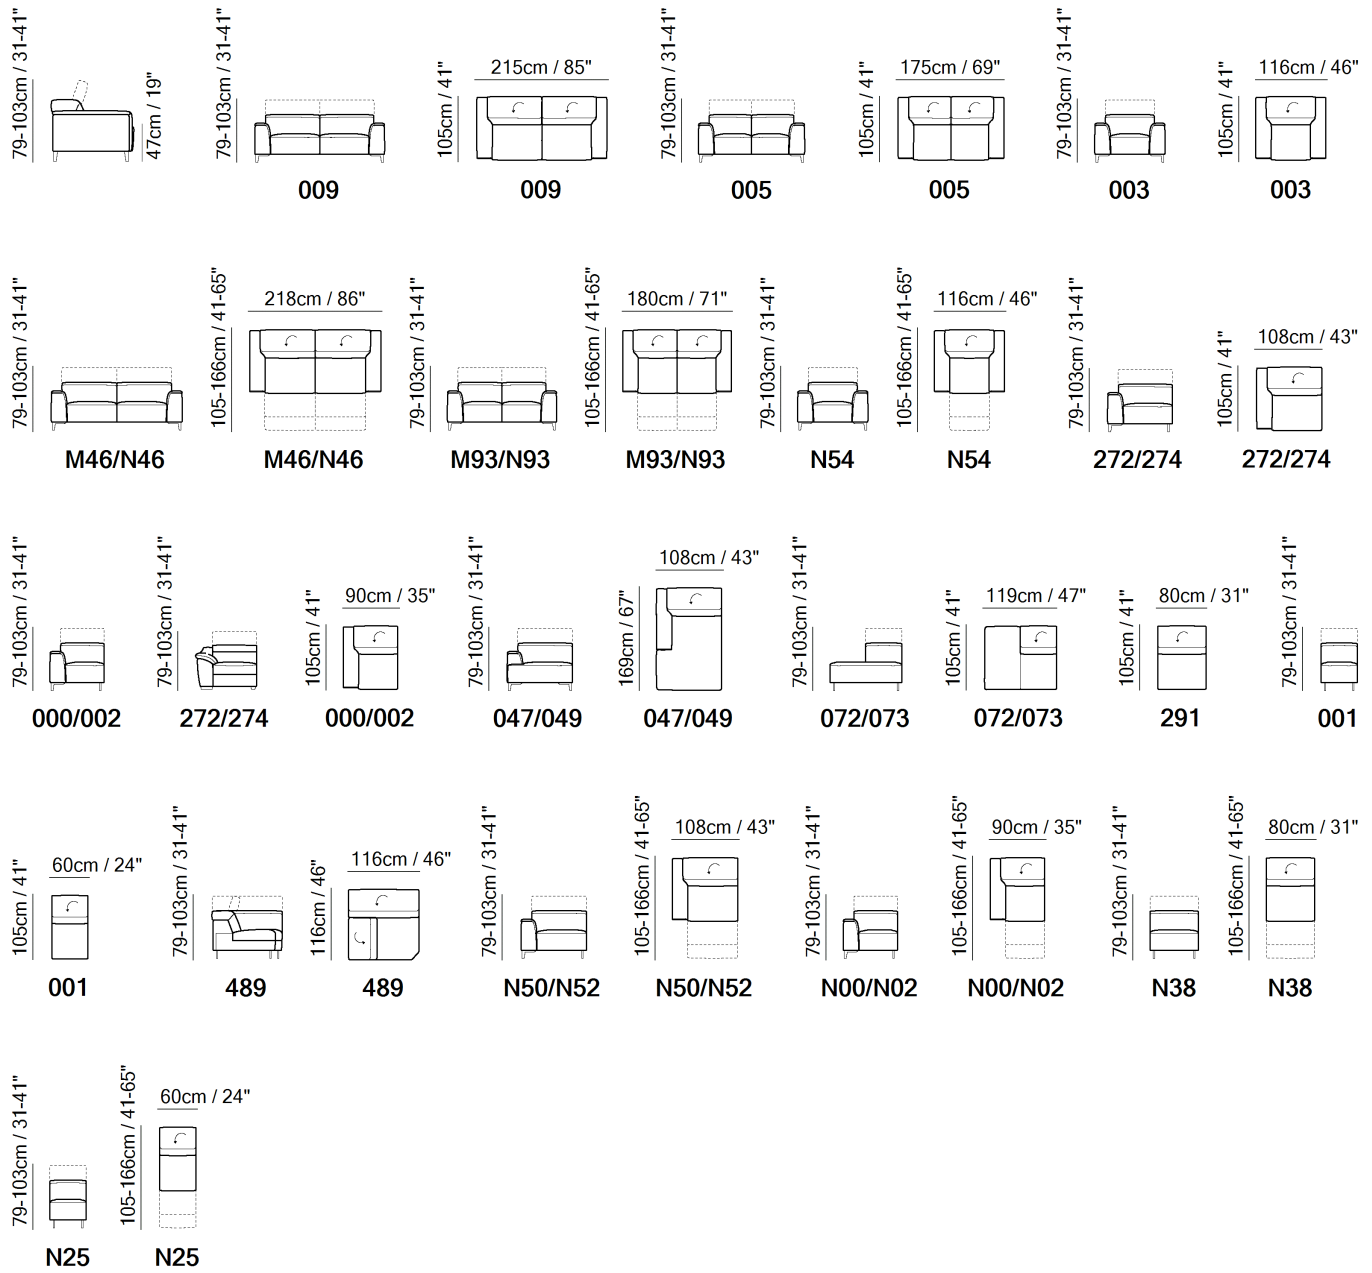 79-103cm / 31-41"
47cm / 19"
79-103cm / 31-41"
009
105cm / 41"
215cm / 85"
009
79-103cm / 31-41"
005
105cm / 41"
175cm / 69"
005
79-103cm / 31-41"
003
105cm / 41"
116cm / 46"
003
79-103cm / 31-41"
M46/N46
105-166cm / 41-65"
218cm / 86"
M46/N46
79-103cm / 31-41"
M93/N93
105-166cm / 41-65"
180cm / 71"
M93/N93
79-103cm / 31-41"
N54
105-166cm / 41-65"
116cm / 46"
N54
79-103cm / 31-41"
272/274
105cm / 41"
108cm / 43"
272/274
79-103cm / 31-41"
000/002
79-103cm / 31-41"
272/274
105cm / 41"
90cm / 35"
000/002
79-103cm / 31-41"
047/049
169cm / 67"
108cm / 43"
047/049
79-103cm / 31-41"
072/073
105cm / 41"
119cm / 47"
072/073
105cm / 41"
80cm / 31"
291
79-103cm / 31-41"
001
105cm / 41"
60cm / 24"
001
79-103cm / 31-41"
489
116cm / 46"
116cm / 46"
489
79-103cm / 31-41"
N50/N52
105-166cm / 41-65"
108cm / 43"
N50/N52
79-103cm / 31-41"
N00/N02
105-166cm / 41-65"
90cm / 35"
N00/N02
79-103cm / 31-41"
N38
105-166cm / 41-65"
80cm / 31"
N38
79-103cm / 31-41"
N25
105-166cm / 41-65"
60cm / 24"
N25